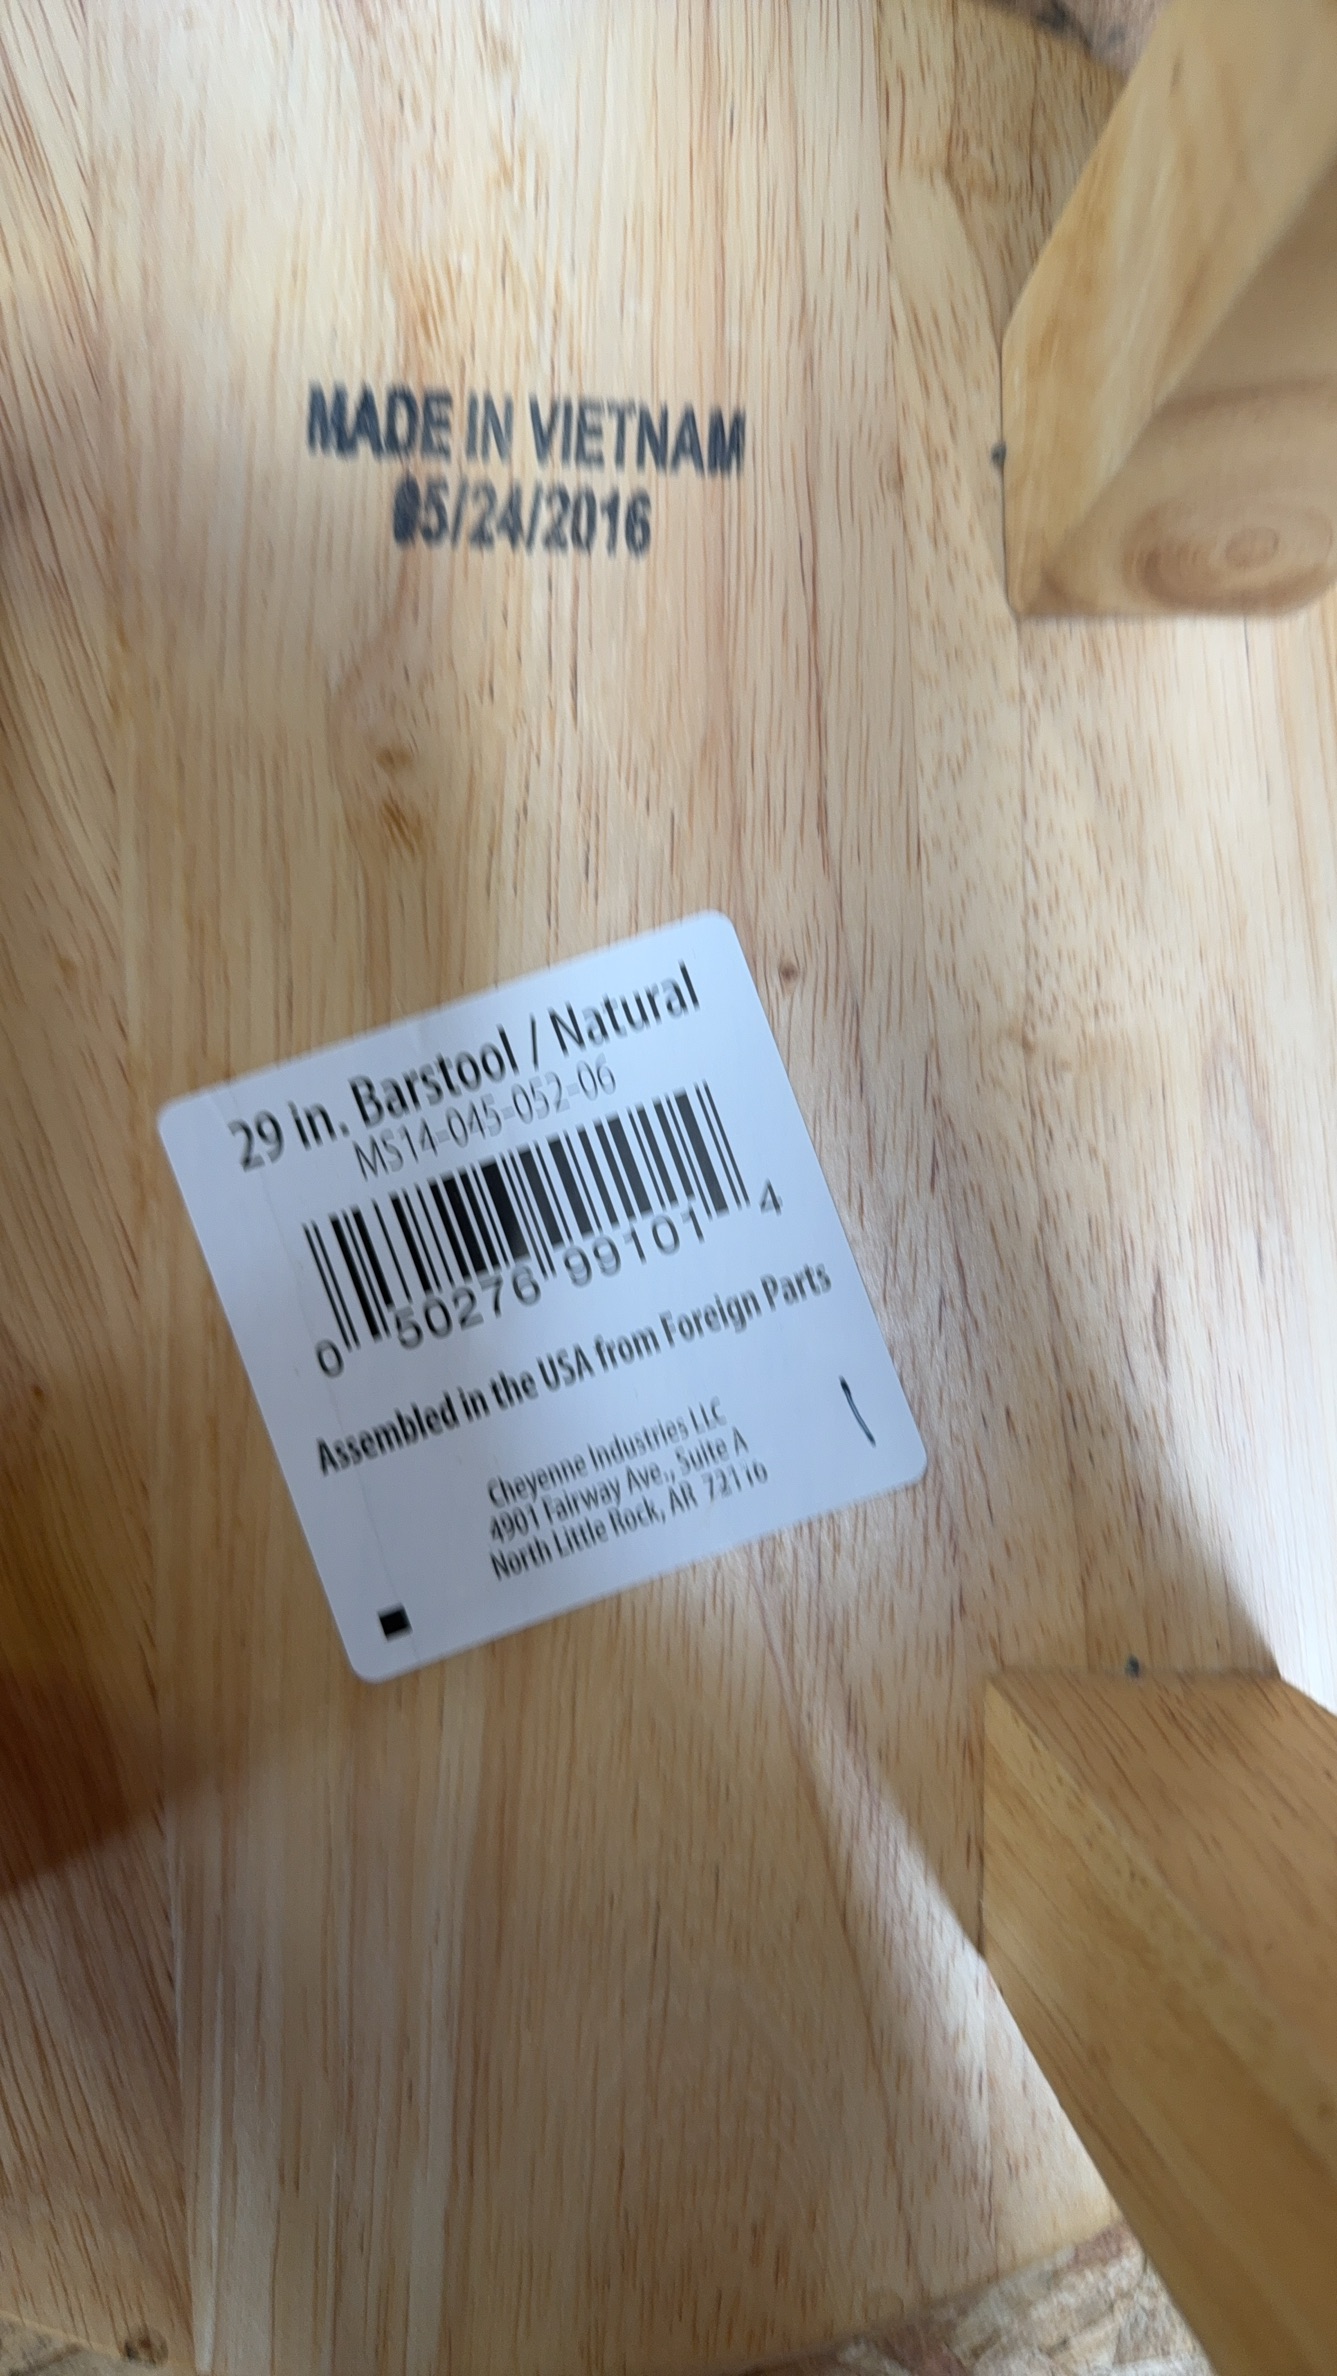 MADE IN VIETNAM
05/24/2016
29 in. Barstool / Natural
MS14-045-052-06
0 50276 99101 4
Assembled in the USA from Foreign Parts
Cheyenne Industries LLC
4901 Fairway Ave., Suite A
North Little Rock, AR 72116